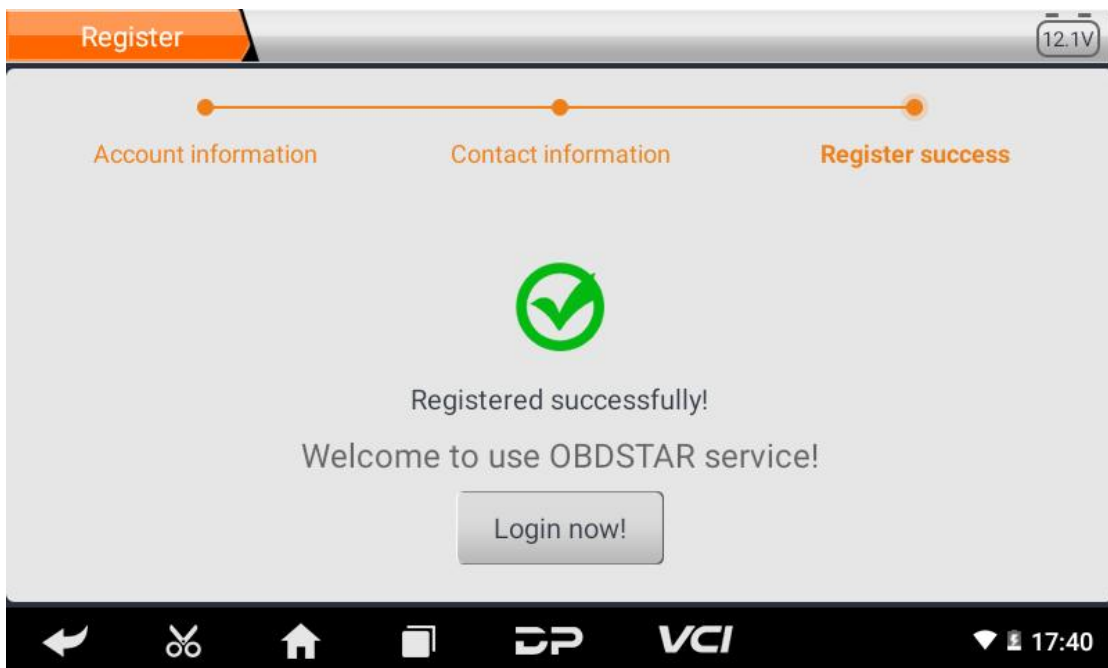 Register
12.1V
Account information
Contact information
Register success
Registered successfully!
Welcome to use OBDSTAR service!
Login now!
DP
VCI
17:40